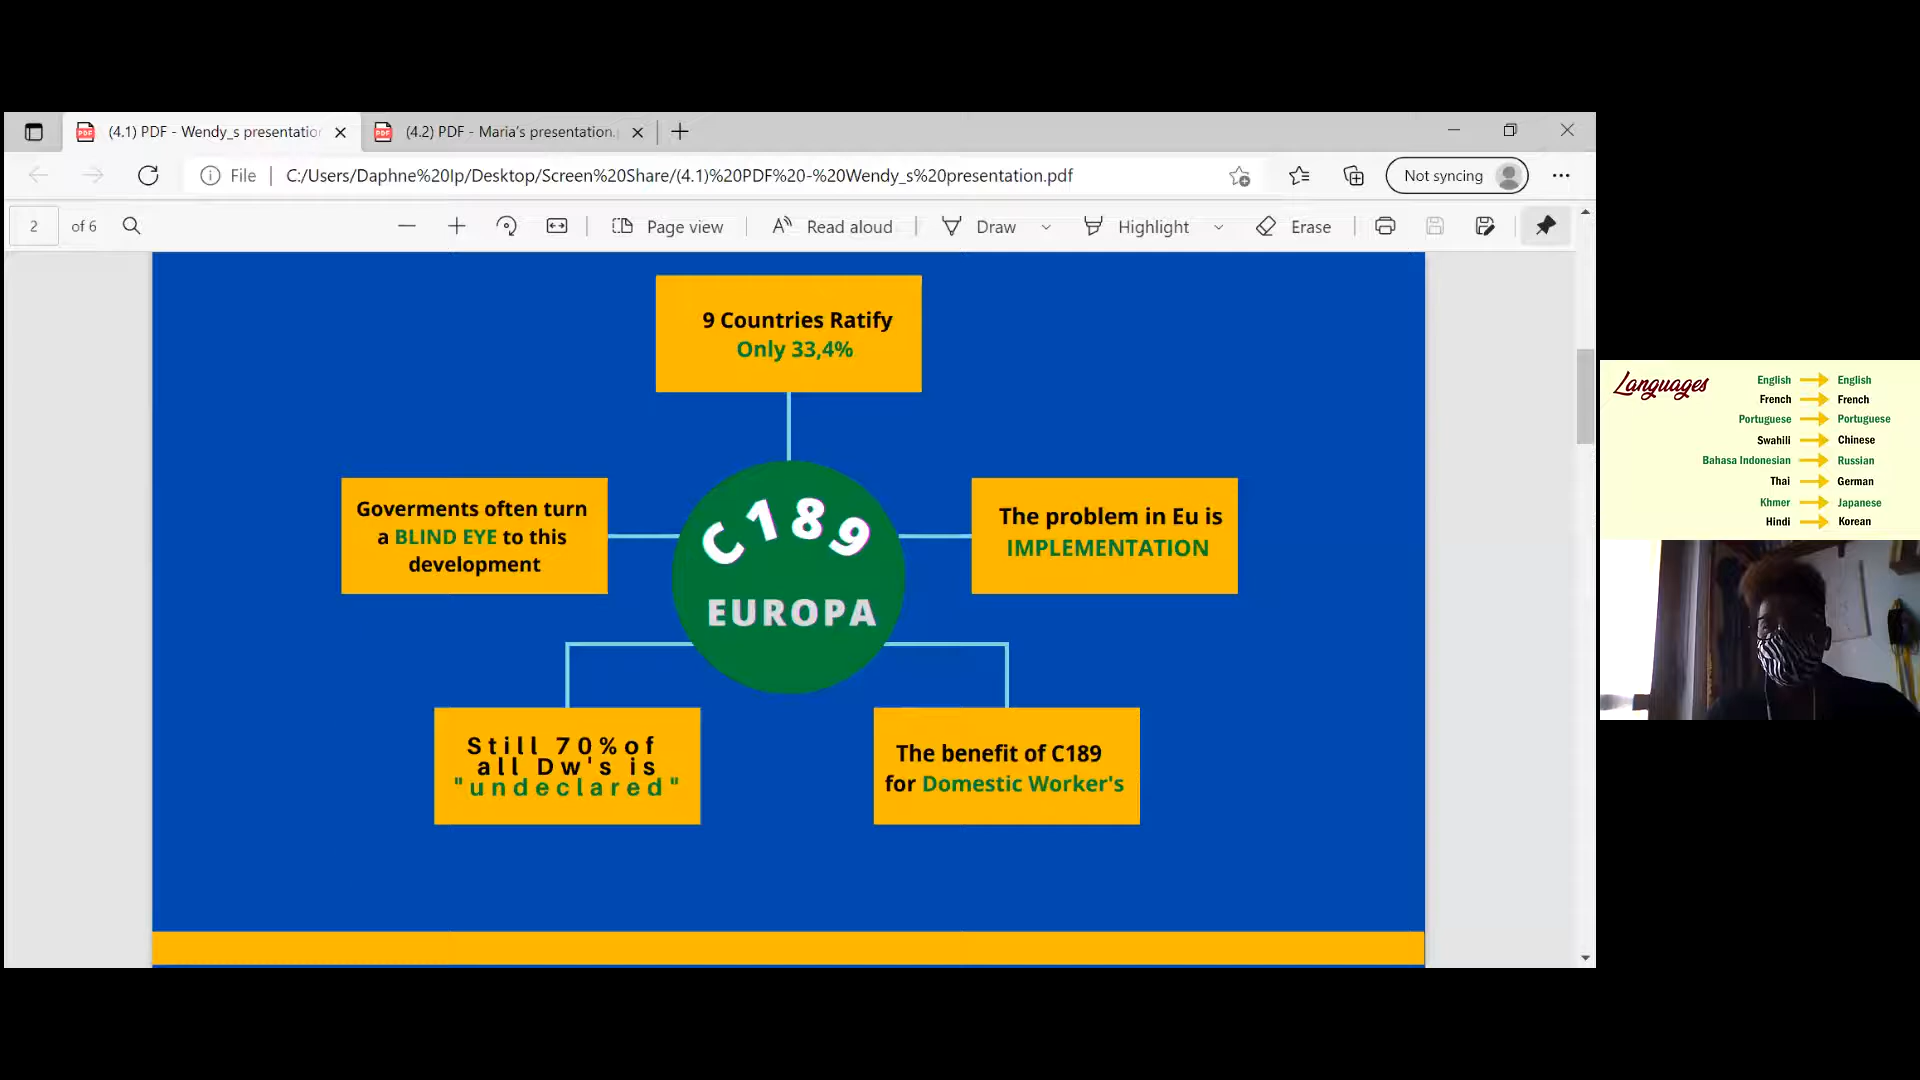 (4.1) PDF - Wendy_s presentation
(4.2) PDF - Maria's presentation.
File
C:/Users/Daphne%20Ip/Desktop/Screen%20Share/(4.1)%20PDF%20-%20Wendy_s%20presentation.pdf
Not syncing
2 of 6
Page view
Read aloud
Draw
Highlight
Erase
9 Countries Ratify
Only 33,4%
Goverments often turn
a BLIND EYE to this
development
C189
EUROPA
The problem in Eu is
IMPLEMENTATION
Still 70%of
all Dw's is
"undeclared"
The benefit of C189
for Domestic Worker's
Languages
English English
French French
Portuguese Portuguese
Swahili Chinese
Bahasa Indonesian Russian
Thai German
Khmer Japanese
Hindi Korean